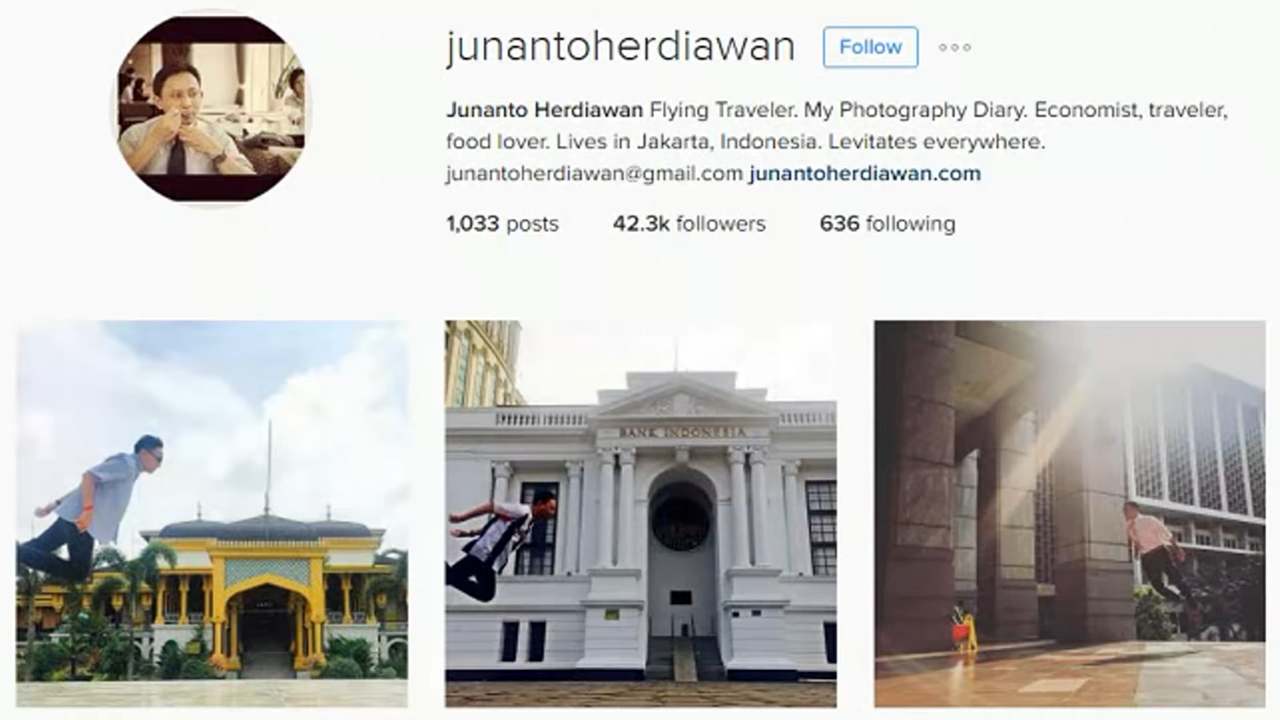 junantoherdiawan Follow
Junanto Herdiawan Flying Traveler. My Photography Diary. Economist, traveler,
food lover. Lives in Jakarta, Indonesia. Levitates everywhere.
junantoherdiawan@gmail.com junantoherdiawan.com
1,033 posts 42.3k followers 636 following
BANK INDONESIA